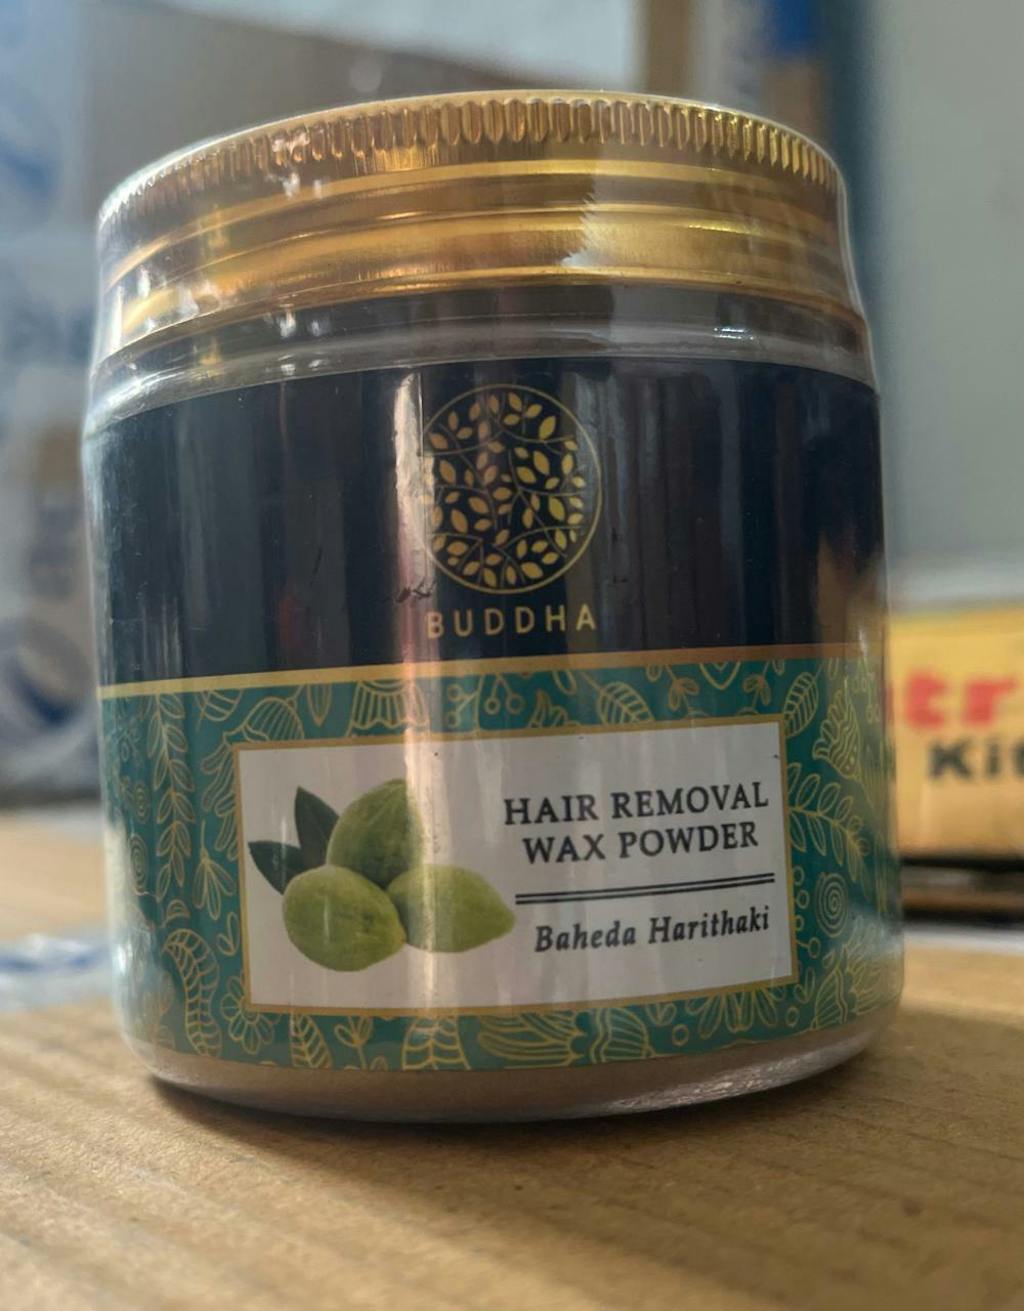 BUDDHA
HAIR REMOVAL
WAX POWDER
Baheda Harithaki